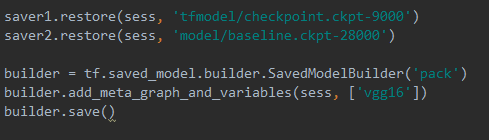 saver1.restore(sess, 'tfmodel/checkpoint.ckpt-9000')
saver2.restore(sess, 'model/baseline.ckpt-28000')
builder = tf.saved_model.builder.SavedModelBuilder('pack')
builder.add_meta_graph_and_variables(sess, ['vgg16'])
builder.save()